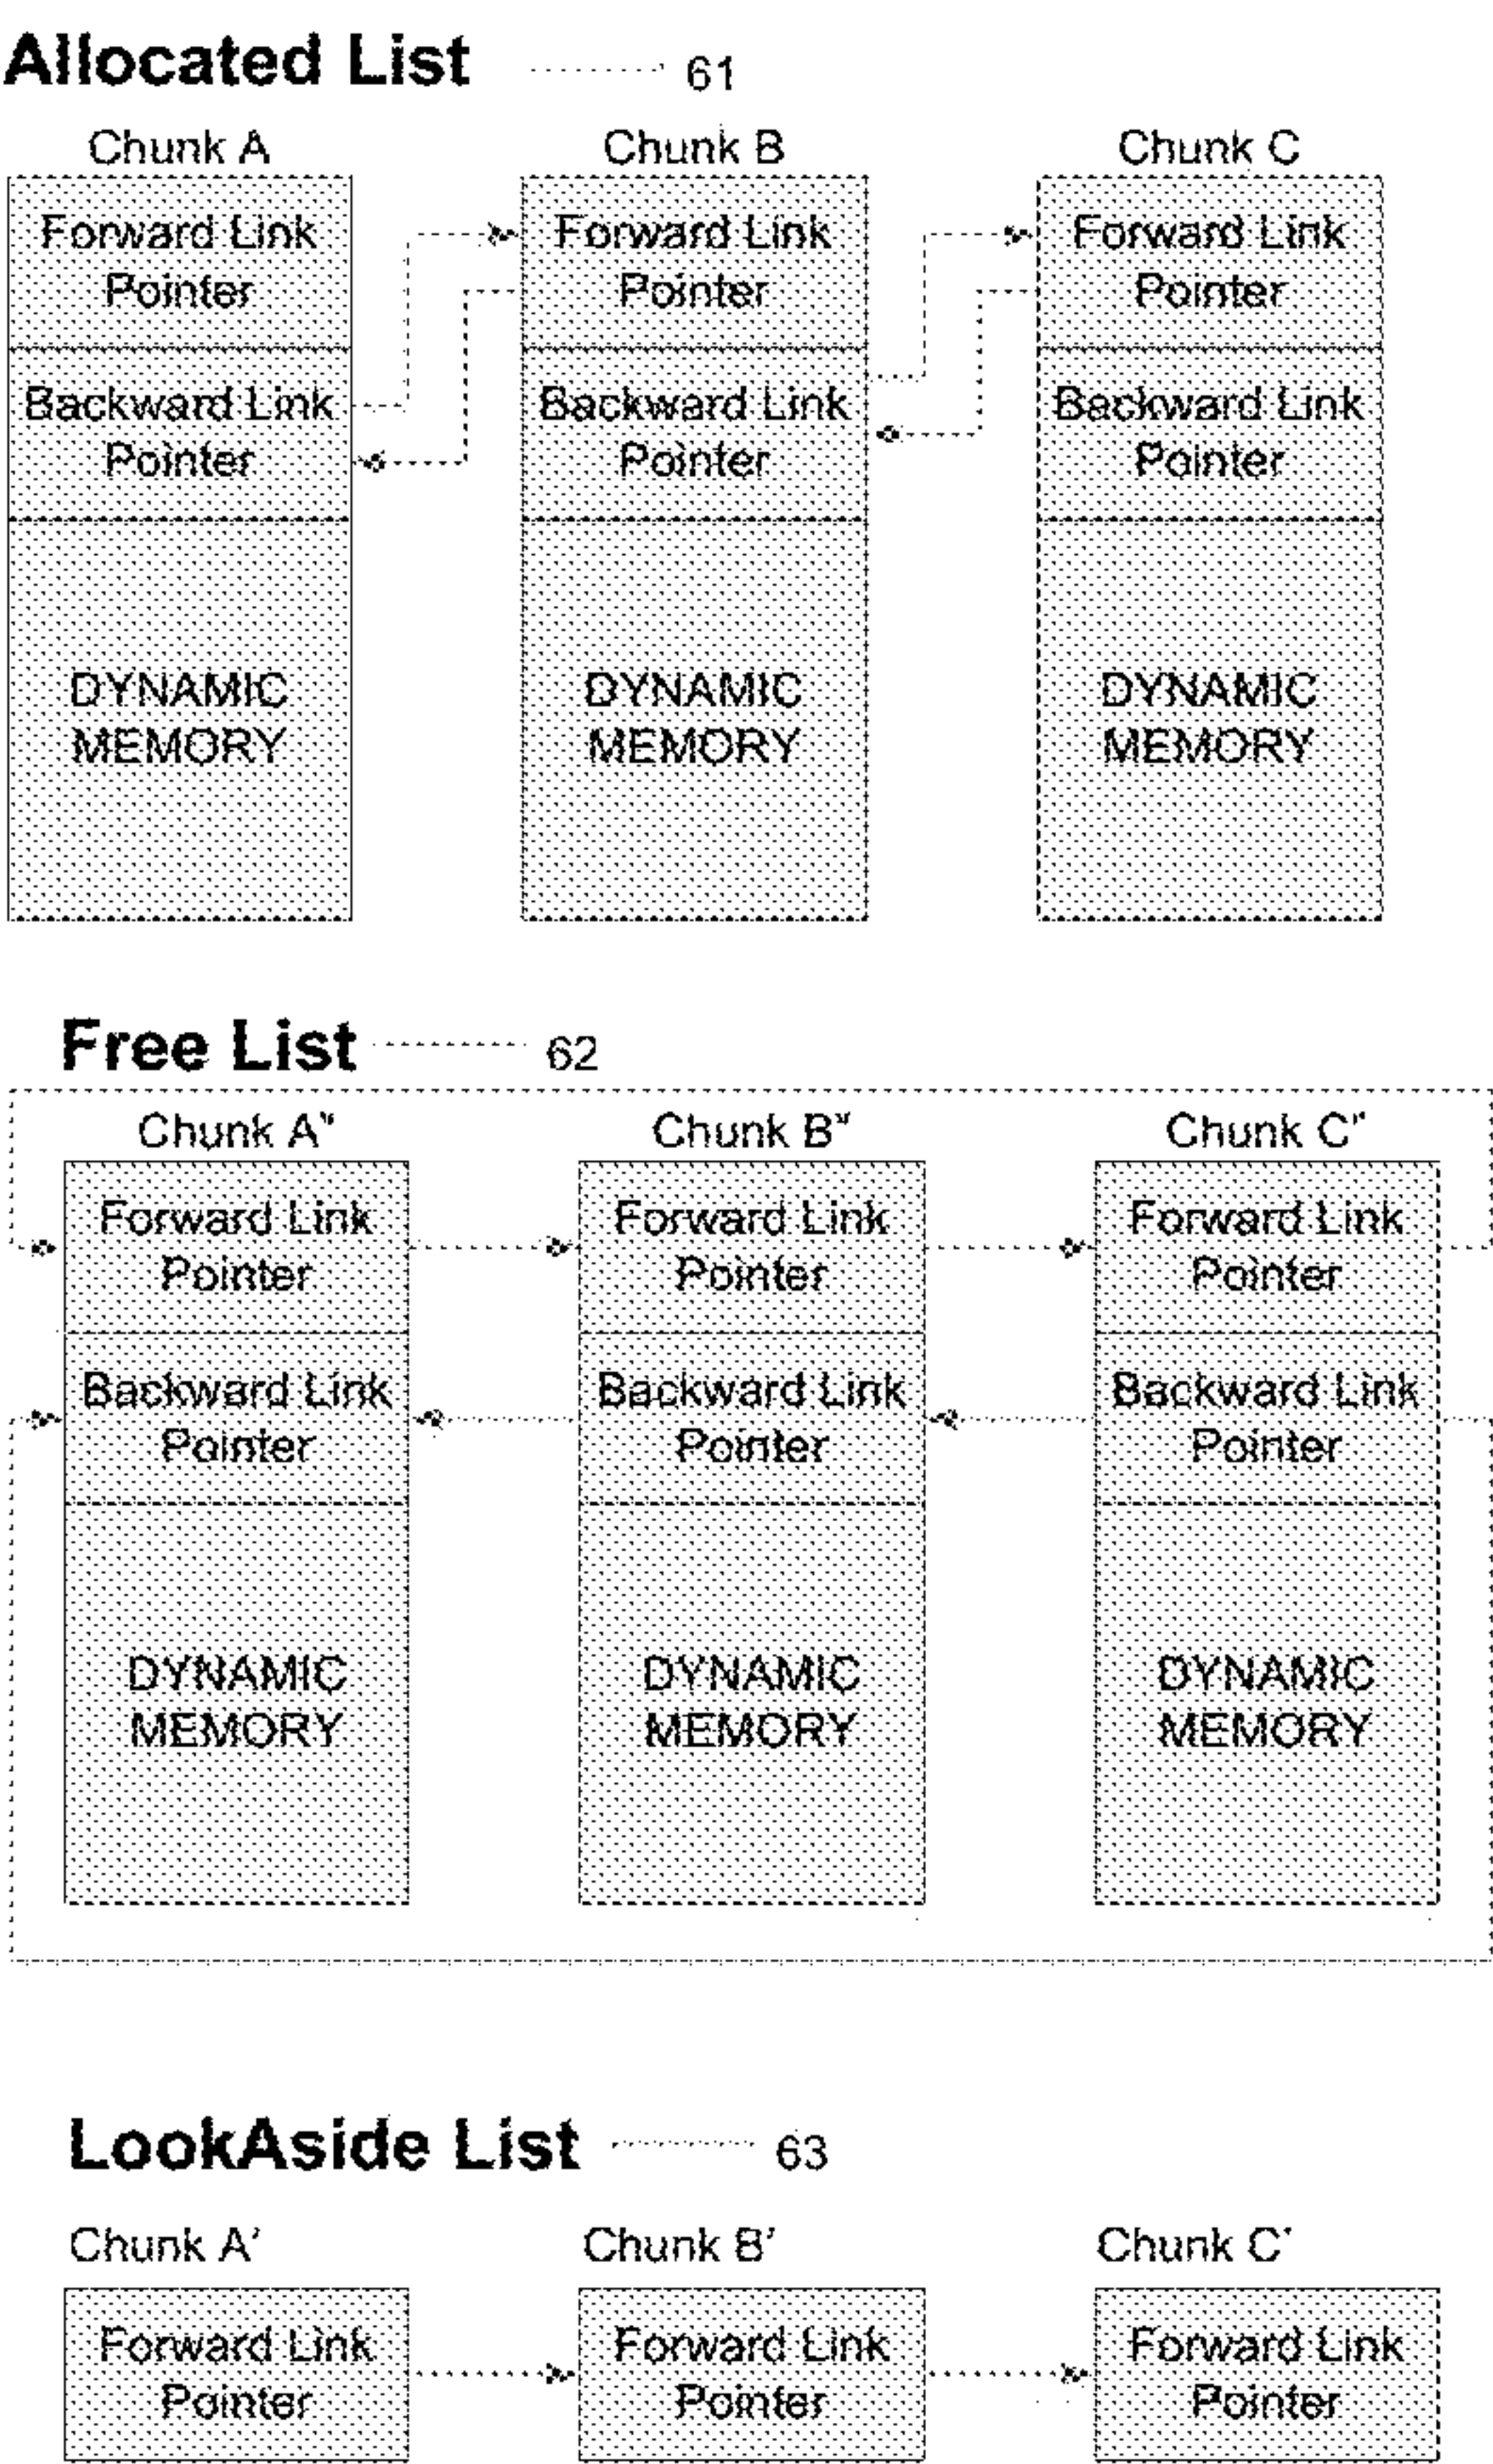 Allocated List 61
Chunk A Chunk B Chunk C
Forward Link Forward Link Forward Link
Pointer Pointer Pointer
Backward Link Backward Link Backward Link
Pointer Pointer Pointer
DYNAMIC DYNAMIC DYNAMIC
MEMORY MEMORY MEMORY
Free List 62
Chunk A" Chunk B" Chunk C"
Forward Link Forward Link Forward Link
Pointer Pointer Pointer
Backward Link Backward Link Backward Link
Pointer Pointer Pointer
DYNAMIC DYNAMIC DYNAMIC
MEMORY MEMORY MEMORY
LookAside List 63
Chunk A' Chunk B' Chunk C'
Forward Link Forward Link Forward Link
Pointer Pointer Pointer